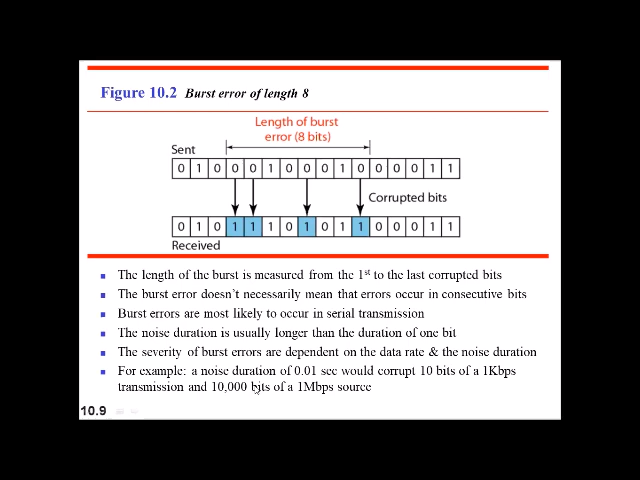 Figure 10.2 Burst error of length 8
Length of burst
error (8 bits)
Sent
0 1 0 0 0 1 0 0 0 1 0 0 0 0 1 1
Corrupted bits
0 1 0 1 1 1 0 1 0 1 1 0 0 0 1 1
Received
The length of the burst is measured from the 1st to the last corrupted bits
The burst error doesn't necessarily mean that errors occur in consecutive bits
Burst errors are most likely to occur in serial transmission
The noise duration is usually longer than the duration of one bit
The severity of burst errors are dependent on the data rate & the noise duration
For example: a noise duration of 0.01 sec would corrupt 10 bits of a 1Kbps
transmission and 10,000 bits of a 1Mbps source
10.9